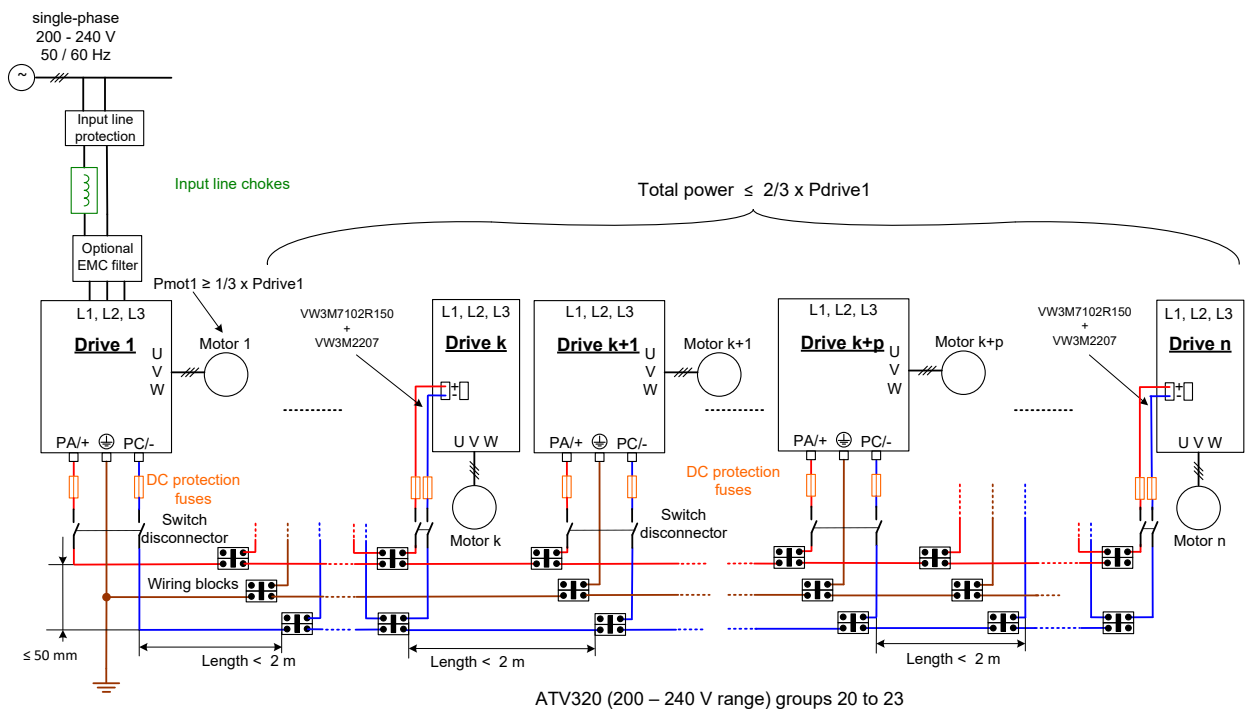 single-phase
200 - 240 V
50 / 60 Hz
~
Input line
protection
Input line chokes
Total power ≤ 2/3 x Pdrive1
Optional
EMC filter
Pmot1 ≥ 1/3 x Pdrive1
L1, L2, L3
Drive 1
U
V
W
Motor 1
PA/+
PC/-
VW3M7102R150
+
VW3M2207
L1, L2, L3
Drive k
+
-
U V W
Motor k
L1, L2, L3
Drive k+1
U
V
W
Motor k+1
PA/+
PC/-
L1, L2, L3
Drive k+p
U
V
W
Motor k+p
PA/+
PC/-
VW3M7102R150
+
VW3M2207
L1, L2, L3
Drive n
+
-
U V W
Motor n
DC protection
fuses
Switch
disconnector
Switch
disconnector
DC protection
fuses
Wiring blocks
≤ 50 mm
Length < 2 m
Length < 2 m
Length < 2 m
ATV320 (200 – 240 V range) groups 20 to 23